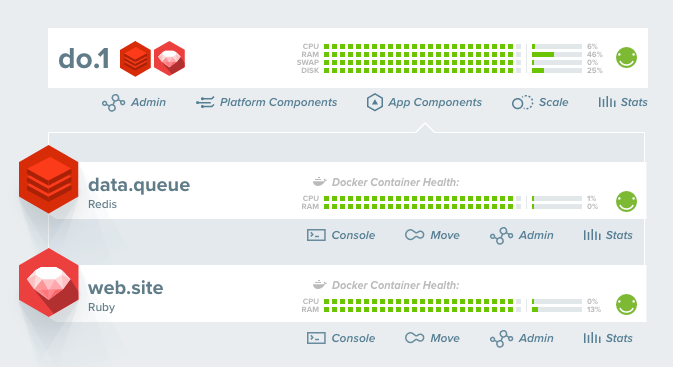 do.1
CPU 6%
RAM 46%
SWAP 0%
DISK 25%
Admin Platform Components App Components Scale Stats
data.queue
Redis
Docker Container Health:
CPU 1%
RAM 0%
Console Move Admin Stats
web.site
Ruby
Docker Container Health:
CPU 0%
RAM 13%
Console Move Admin Stats